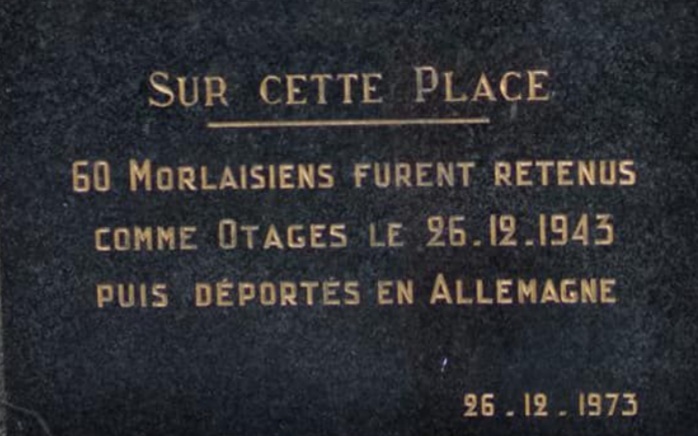 Sur cette Place
60 Morlaisiens furent retenus
comme Otages le 26.12.1943
puis déportés en Allemagne
26.12.1973